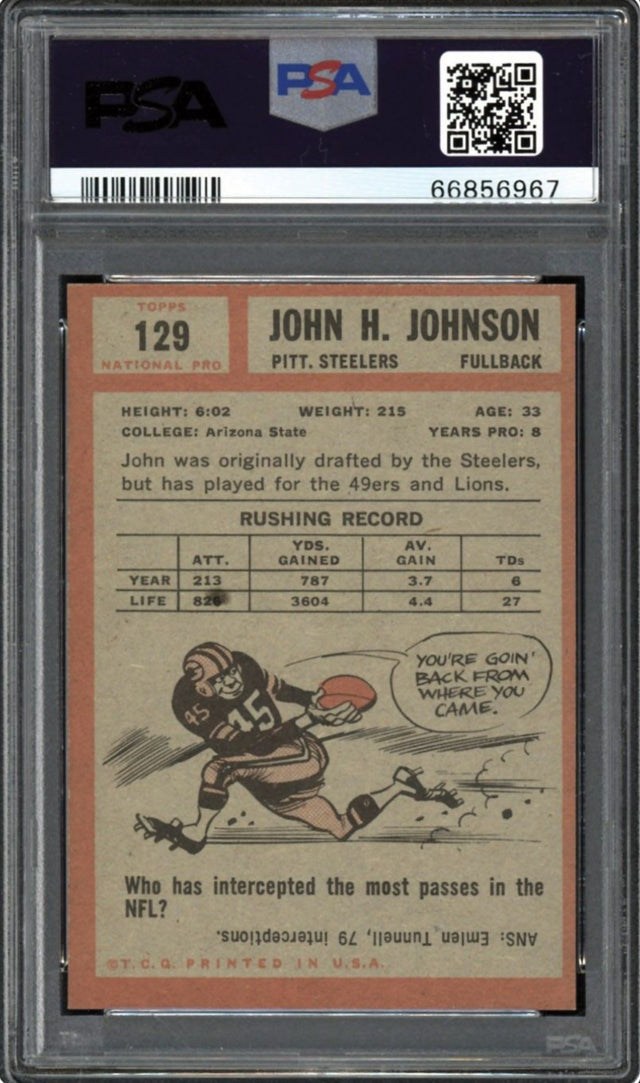 PSA
PSA
66856967
TOPPS
129
NATIONAL PRO
JOHN H. JOHNSON
PITT. STEELERS FULLBACK
HEIGHT: 6:02 WEIGHT: 215 AGE: 33
COLLEGE: Arizona State YEARS PRO: 8
John was originally drafted by the Steelers,
but has played for the 49ers and Lions.
RUSHING RECORD
ATT. YDS. GAINED AV. GAIN TDs
YEAR 213 787 3.7 6
LIFE 826 3604 4.4 27
YOU'RE GOIN'
BACK FROM
WHERE YOU
CAME.
45
45
Who has intercepted the most passes in the
NFL?
ANS: Emlen Tunnell, 79 interceptions.
©T.C.G. PRINTED IN U.S.A.
PSA